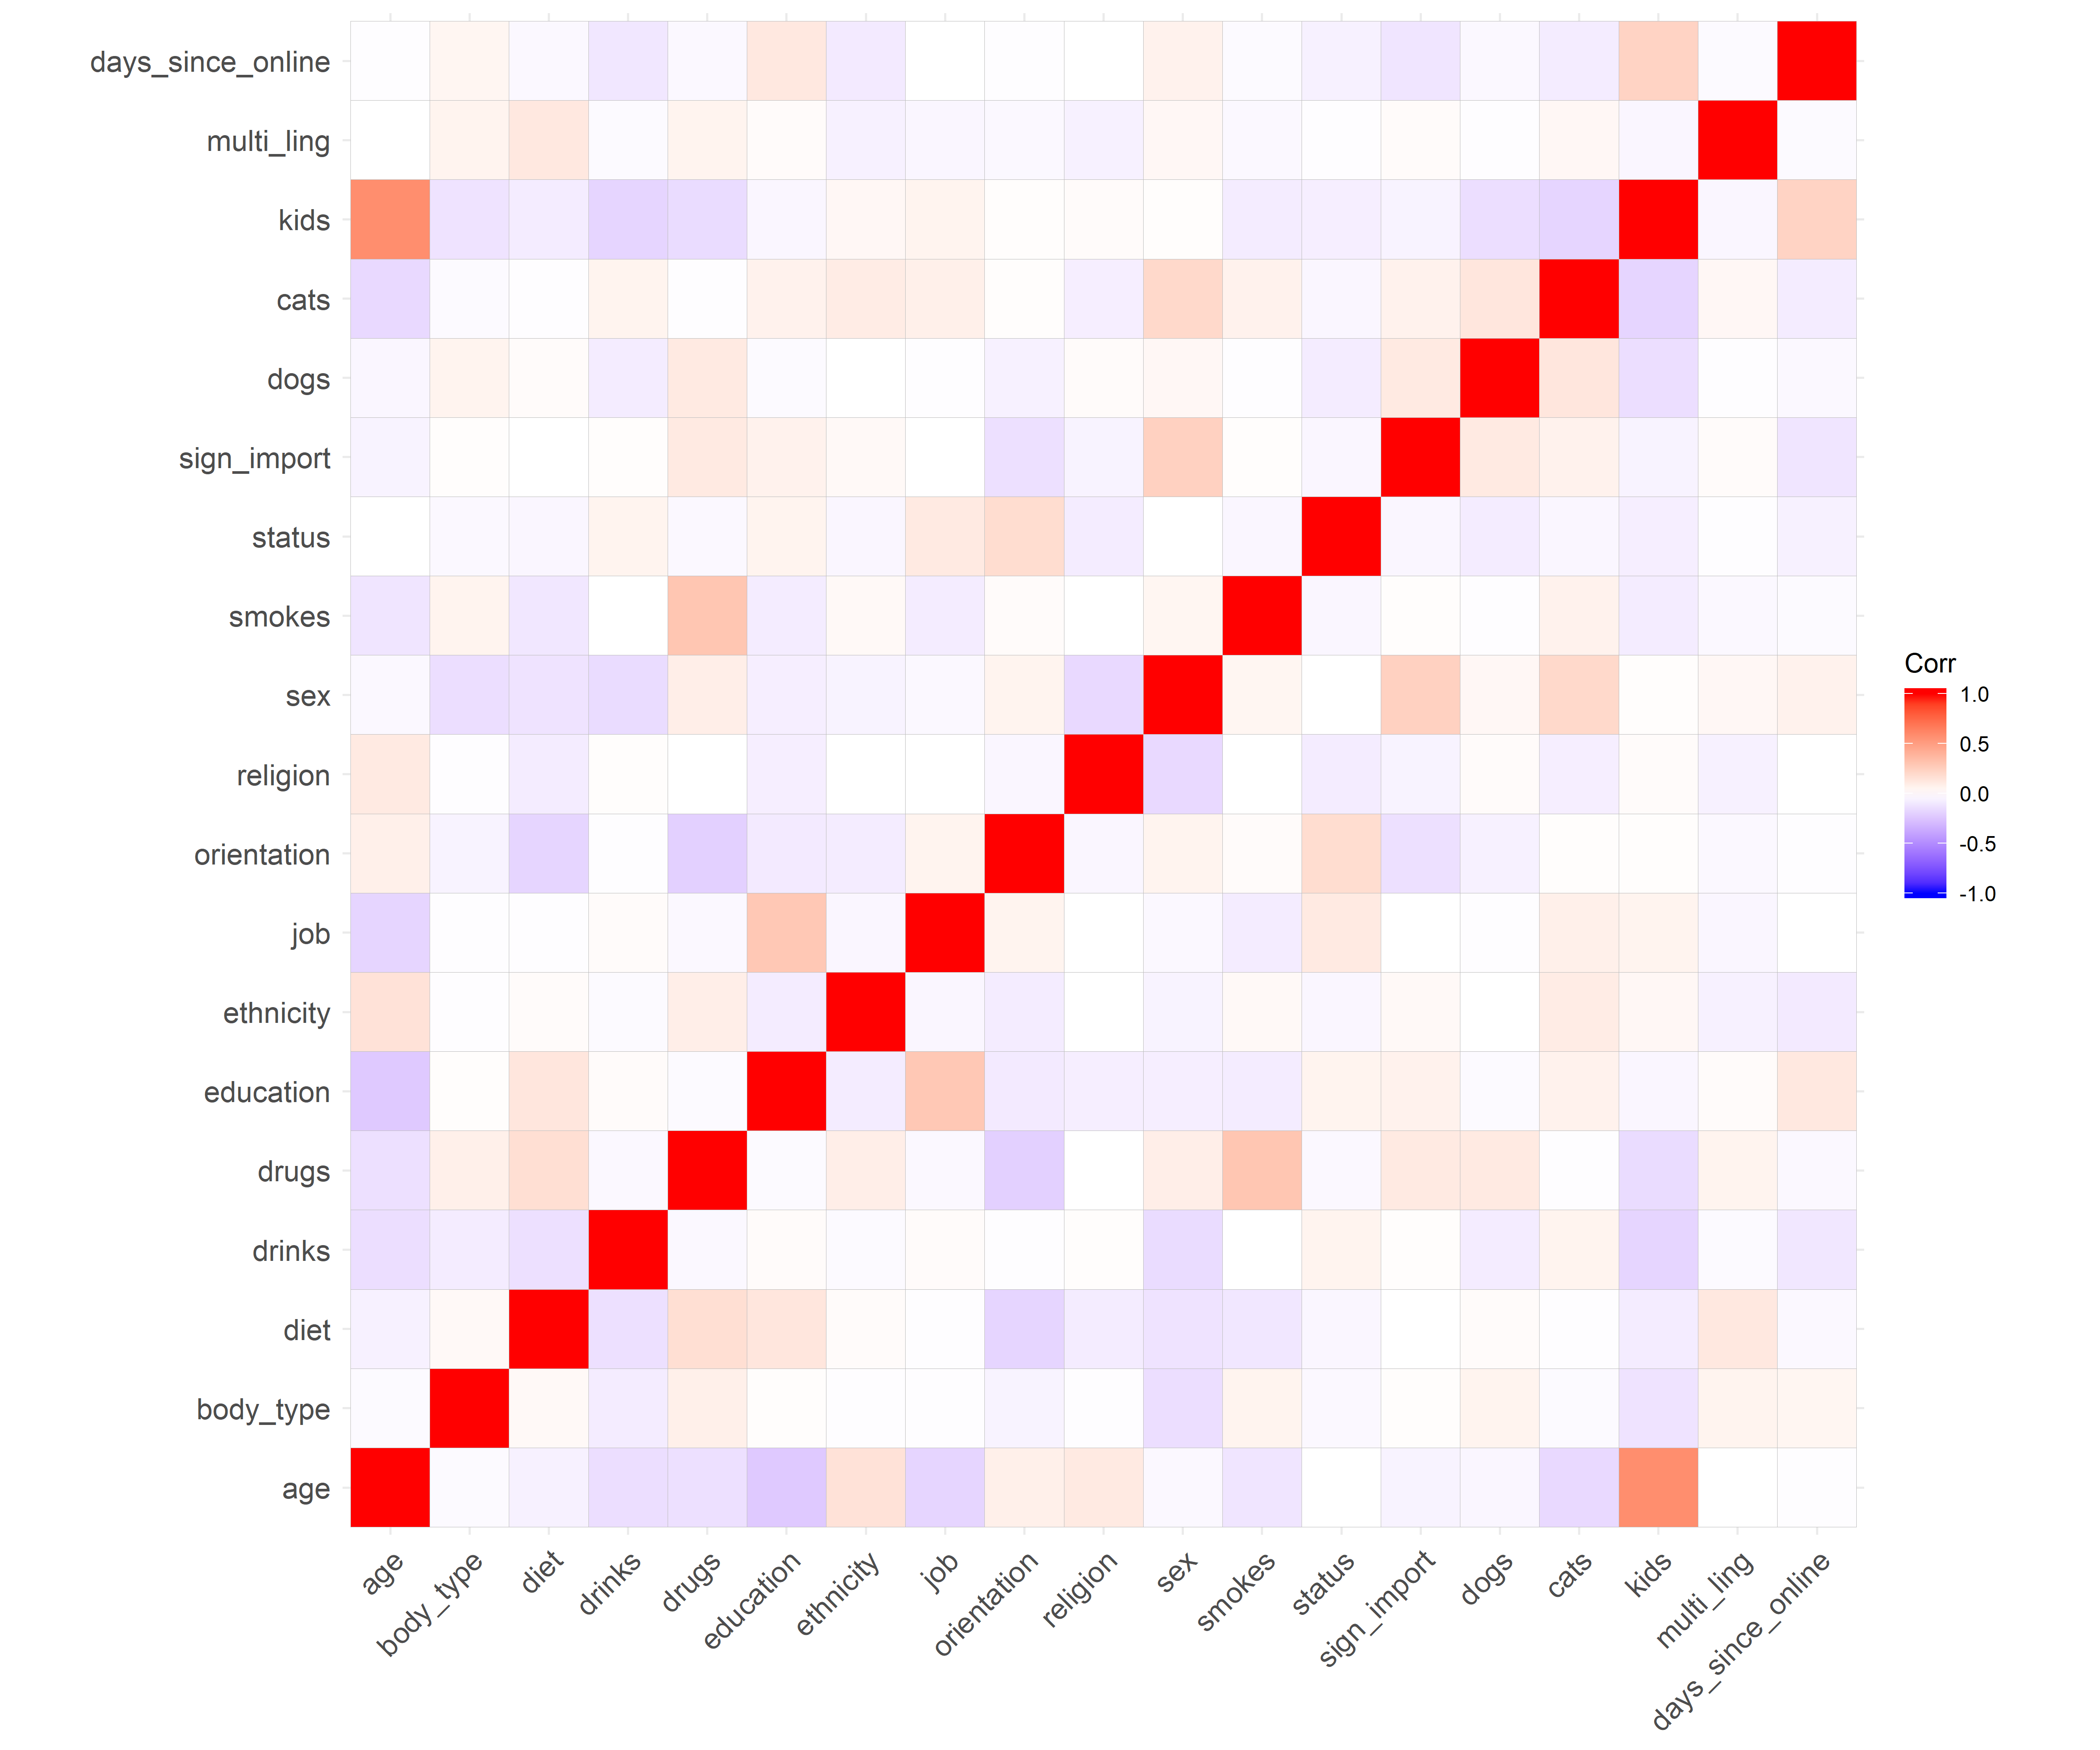 days_since_online
multi_ling
kids
cats
dogs
sign_import
status
smokes
sex
religion
orientation
job
ethnicity
education
drugs
drinks
diet
body_type
age
age
body_type
diet
drinks
drugs
education
ethnicity
job
orientation
religion
sex
smokes
status
sign_import
dogs
cats
kids
multi_ling
days_since_online
Corr
1.0
0.5
0.0
-0.5
-1.0